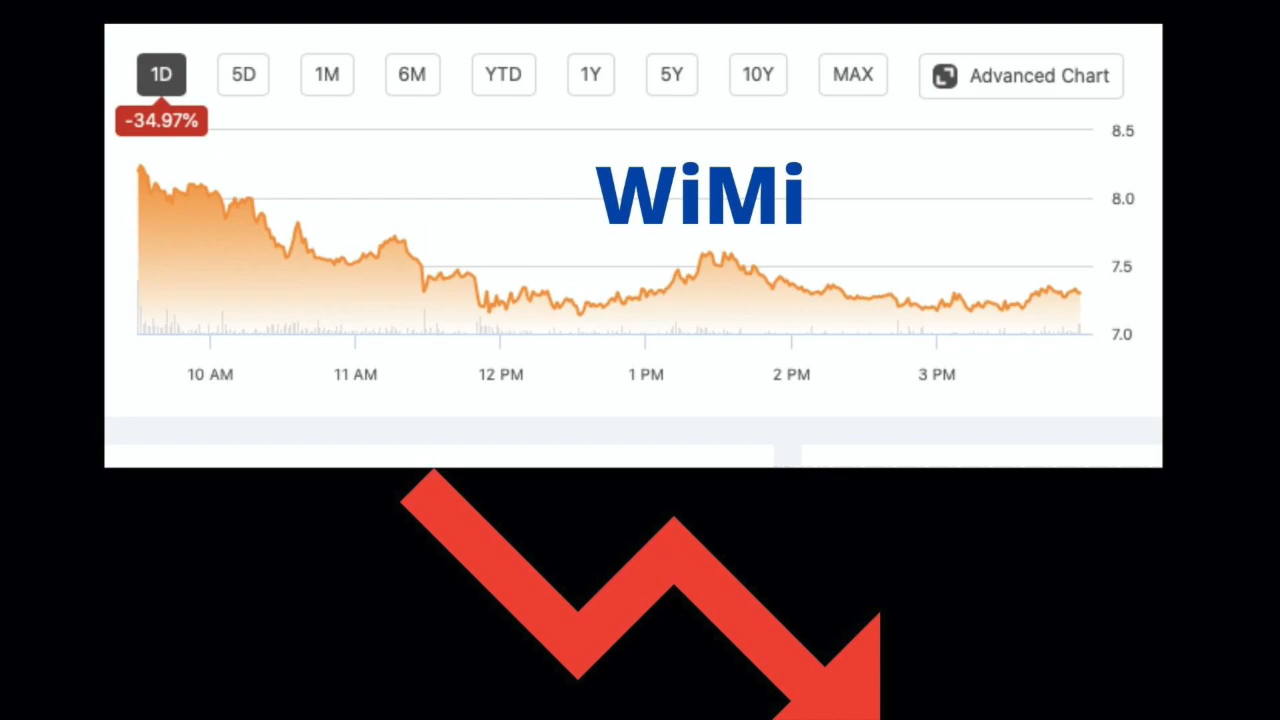 1D 5D 1M 6M YTD 1Y 5Y 10Y MAX Advanced Chart
-34.97%
8.5
WiMi
8.0
7.5
7.0
10 AM 11 AM 12 PM 1 PM 2 PM 3 PM